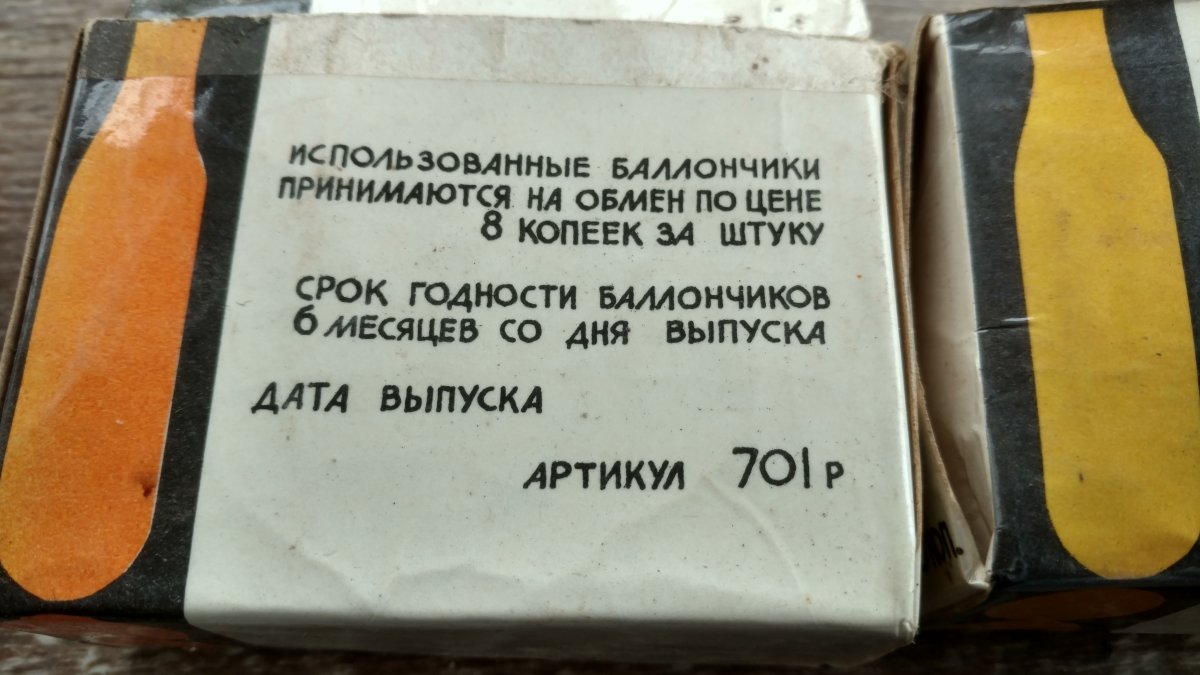 ИСПОЛЬЗОВАННЫЕ БАЛЛОНЧИКИ
ПРИНИМАЮТСЯ НА ОБМЕН ПО ЦЕНЕ
8 КОПЕЕК ЗА ШТУКУ
СРОК ГОДНОСТИ БАЛЛОНЧИКОВ
6 МЕСЯЦЕВ СО ДНЯ ВЫПУСКА
ДАТА ВЫПУСКА
АРТИКУЛ 701 Р